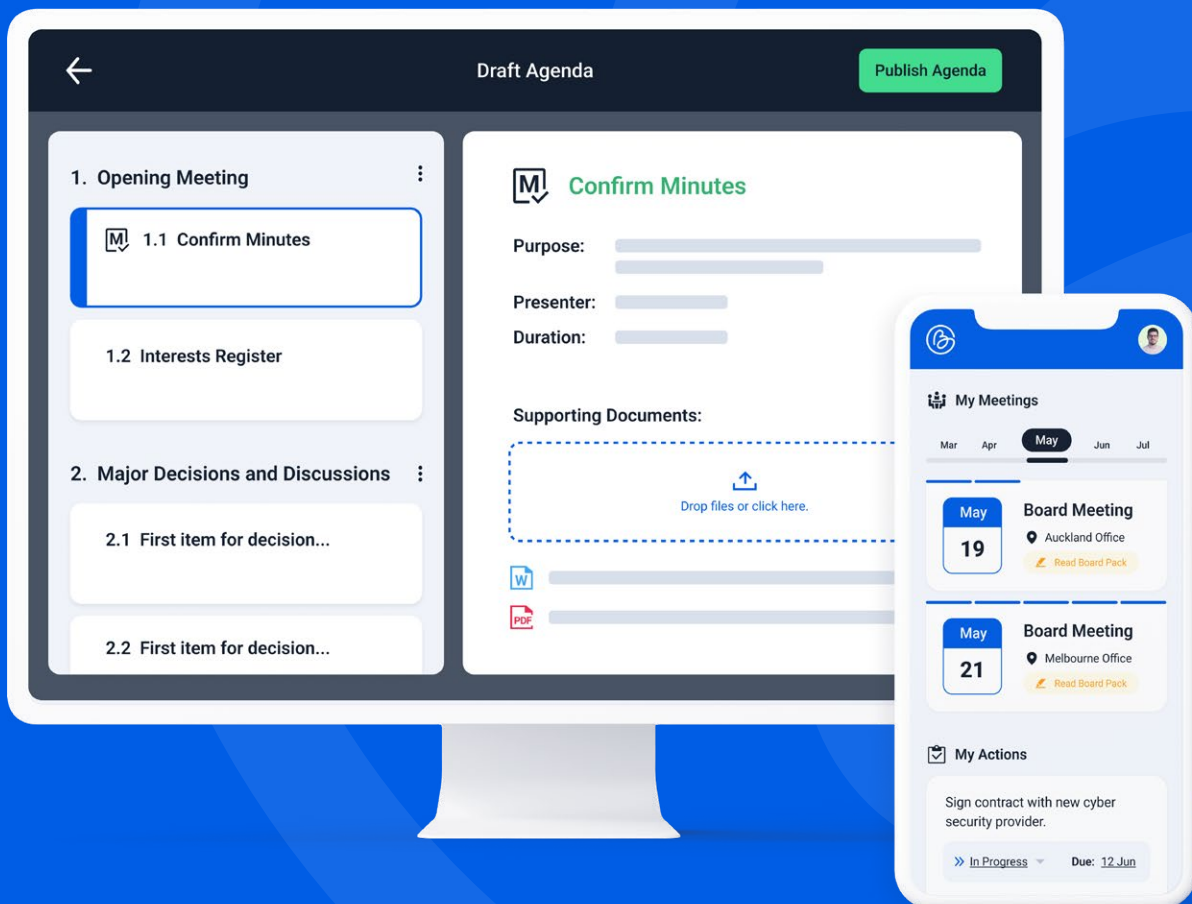 Draft Agenda
Publish Agenda
1. Opening Meeting
1.1 Confirm Minutes
1.2 Interests Register
2. Major Decisions and Discussions
2.1 First item for decision...
2.2 First item for decision...
M
Confirm Minutes
Purpose:
Presenter:
Duration:
Supporting Documents:
Drop files or click here.
W
PDF
My Meetings
Mar Apr May Jun Jul
May
19
Board Meeting
Auckland Office
Read Board Pack
May
21
Board Meeting
Melbourne Office
Read Board Pack
My Actions
Sign contract with new cyber
security provider.
In Progress Due: 12 Jun